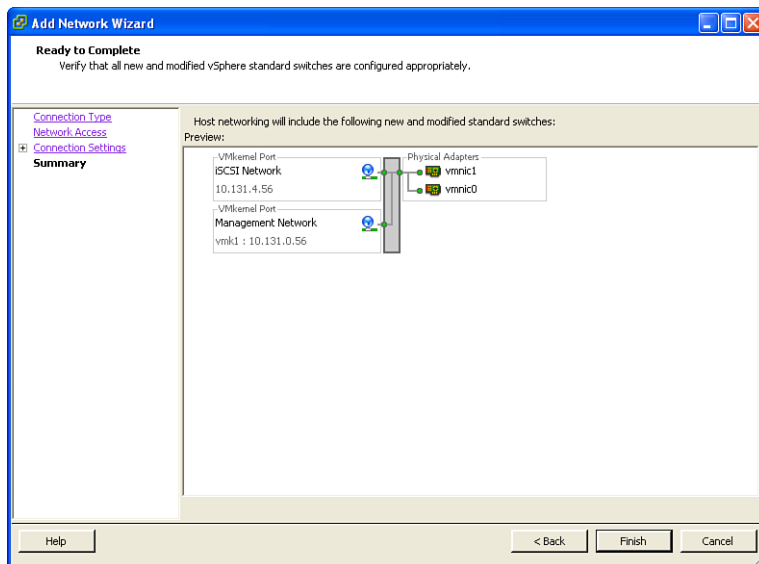 Add Network Wizard
Ready to Complete
Verify that all new and modified vSphere standard switches are configured appropriately.
Connection Type
Network Access
Connection Settings
Summary
Host networking will include the following new and modified standard switches:
Preview:
VMkernel Port
iSCSI Network
10.131.4.56
VMkernel Port
Management Network
vmk1 : 10.131.0.56
Physical Adapters
vmnic1
vmnic0
Help
< Back
Finish
Cancel